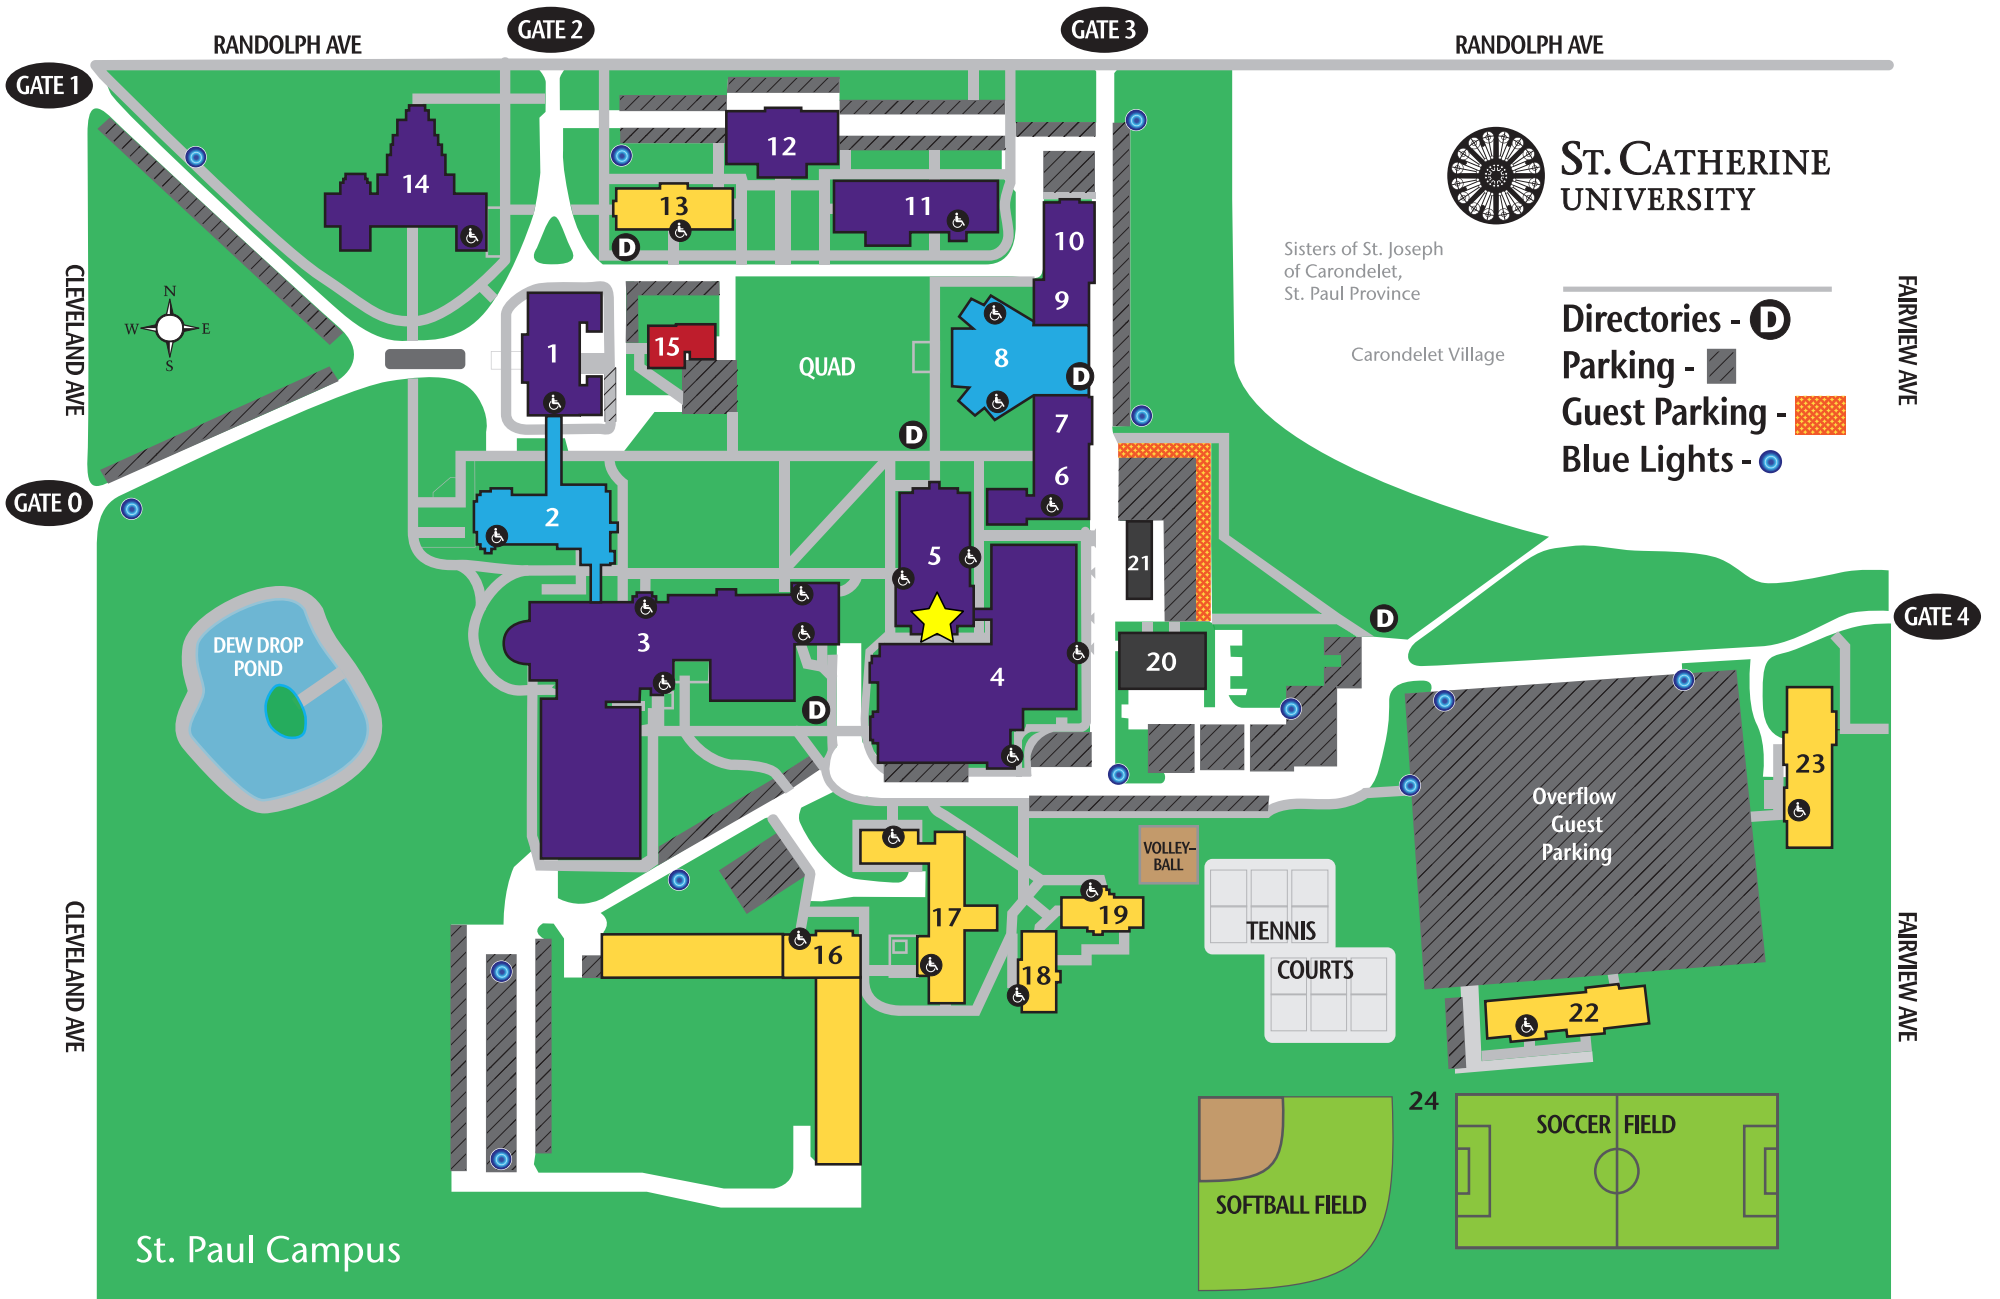 GATE 2
GATE 3
RANDOLPH AVE
RANDOLPH AVE
GATE 1
12
14
13
11
10
9
8
7
6
1
15
QUAD
ST. CATHERINE
UNIVERSITY
Sisters of St. Joseph
of Carondelet,
St. Paul Province
Carondelet Village
Directories - D
Parking -
Guest Parking -
Blue Lights -
CLEVELAND AVE
FAIRVIEW AVE
N
W E
S
D
D
D
GATE 0
2
5
21
3
4
20
D
D
GATE 4
DEW DROP
POND
23
Overflow
Guest
Parking
VOLLEY-
BALL
TENNIS
COURTS
16
17
18
19
22
CLEVELAND AVE
FAIRVIEW AVE
24
SOFTBALL FIELD
SOCCER FIELD
St. Paul Campus